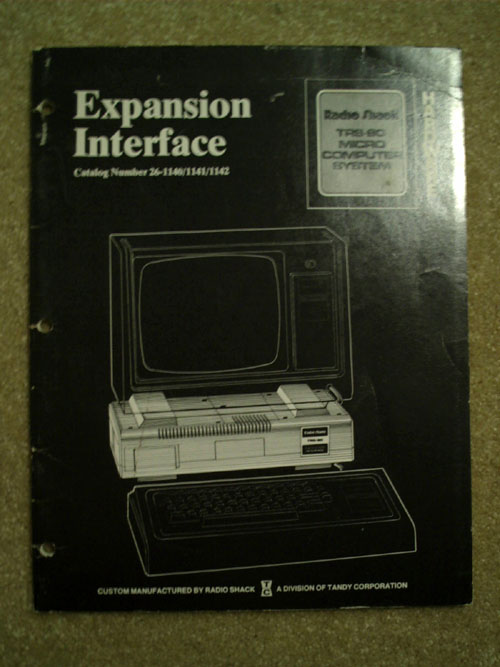 Expansion
Interface
Catalog Number 26-1140/1141/1142
Radio Shack
TRS-80
MICRO
COMPUTER
SYSTEM
CUSTOM MANUFACTURED BY RADIO SHACK
TC
A DIVISION OF TANDY CORPORATION